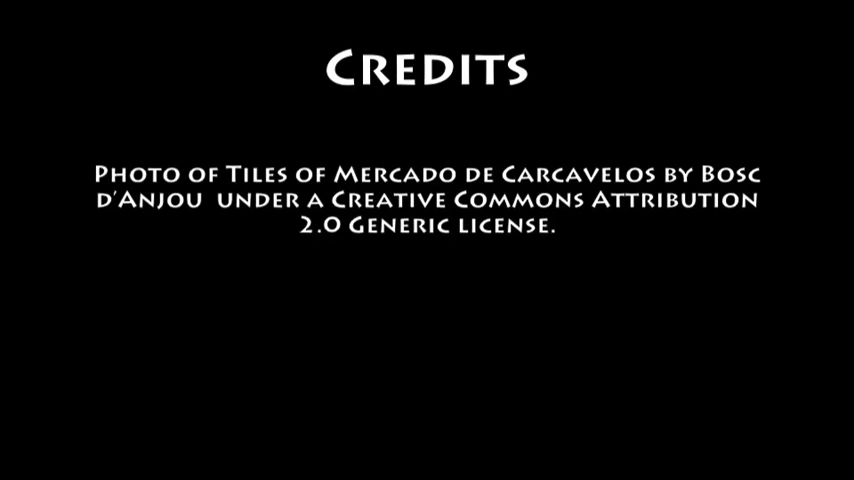 Credits
Photo of Tiles of Mercado de Carcavelos by Bosc
d'Anjou under a Creative Commons Attribution
2.0 Generic license.